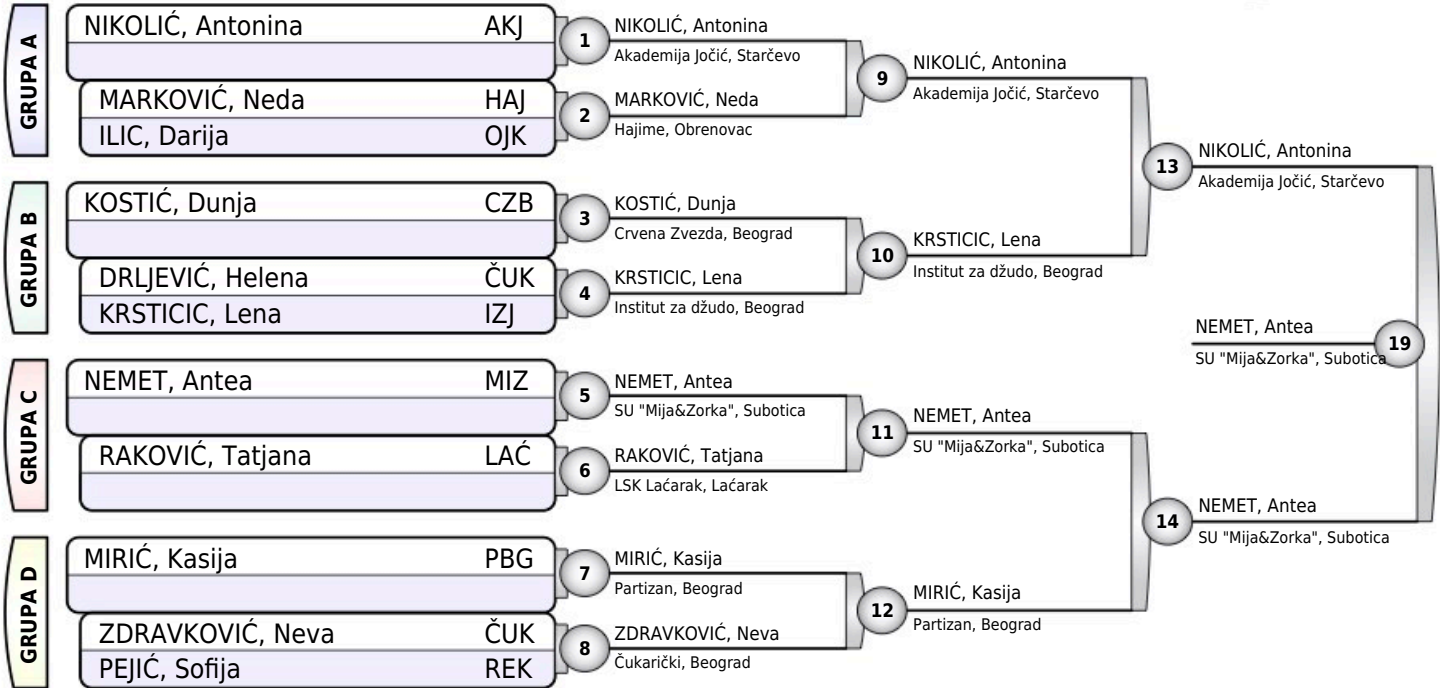 GRUPA A
NIKOLIĆ, Antonina AKJ
MARKOVIĆ, Neda HAJ
ILIC, Darija OJK
GRUPA B
KOSTIĆ, Dunja CZB
DRLJEVIĆ, Helena ČUK
KRSTICIC, Lena IZJ
GRUPA C
NEMET, Antea MIZ
RAKOVIĆ, Tatjana LAĆ
GRUPA D
MIRIĆ, Kasija PBG
ZDRAVKOVIĆ, Neva ČUK
PEJIĆ, Sofija REK
1
NIKOLIĆ, Antonina
Akademija Jočić, Starčevo
2
MARKOVIĆ, Neda
Hajime, Obrenovac
3
KOSTIĆ, Dunja
Crvena Zvezda, Beograd
4
KRSTICIC, Lena
Institut za džudo, Beograd
5
NEMET, Antea
SU "Mija&Zorka", Subotica
6
RAKOVIĆ, Tatjana
LSK Laćarak, Laćarak
7
MIRIĆ, Kasija
Partizan, Beograd
8
ZDRAVKOVIĆ, Neva
Čukarički, Beograd
9
NIKOLIĆ, Antonina
Akademija Jočić, Starčevo
10
KRSTICIC, Lena
Institut za džudo, Beograd
11
NEMET, Antea
SU "Mija&Zorka", Subotica
12
MIRIĆ, Kasija
Partizan, Beograd
13
NIKOLIĆ, Antonina
Akademija Jočić, Starčevo
14
NEMET, Antea
SU "Mija&Zorka", Subotica
NEMET, Antea
SU "Mija&Zorka", Subotica
19